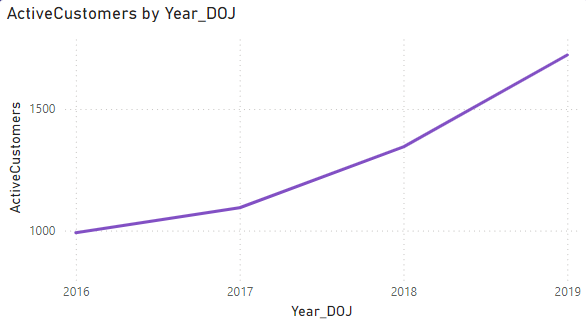 ActiveCustomers by Year_DOJ
ActiveCustomers
1500
1000
2016 2017 2018 2019
Year_DOJ